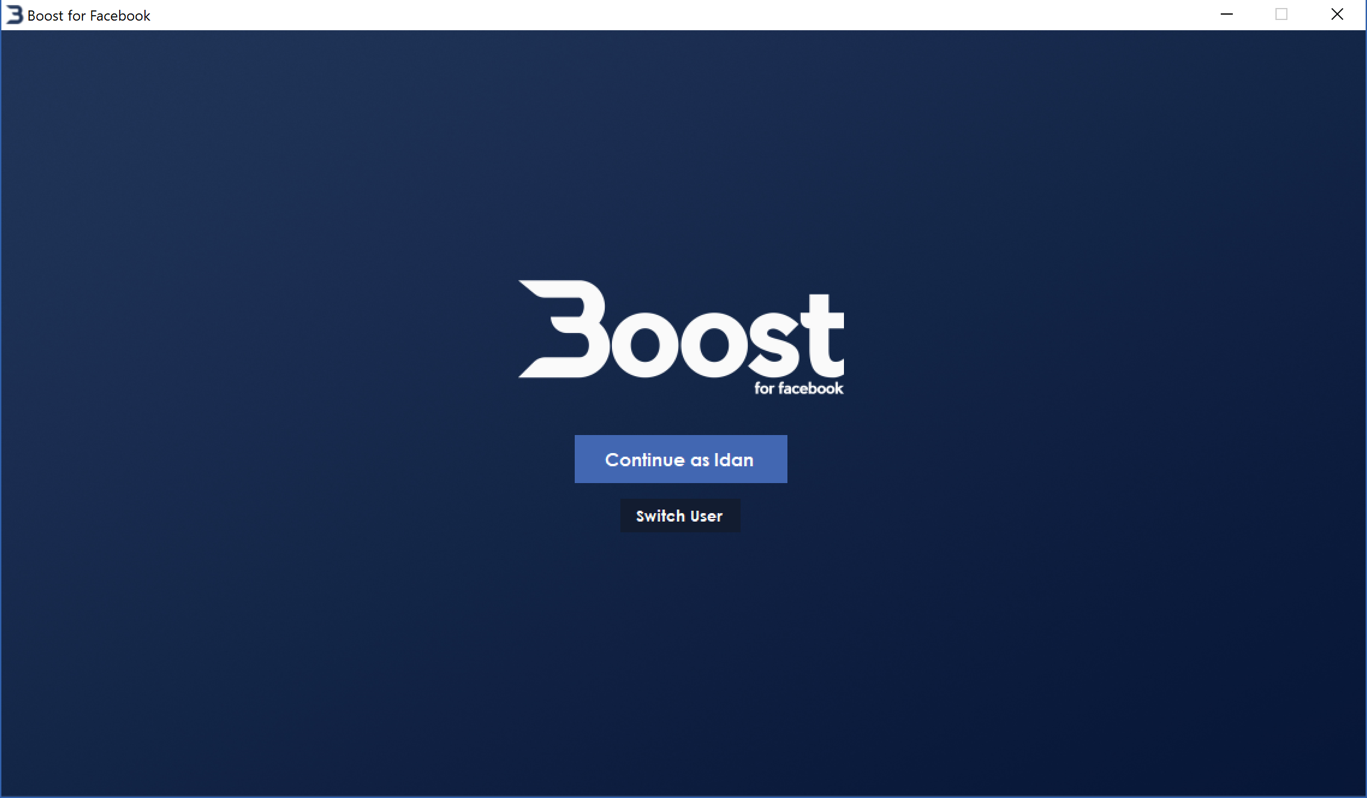 Boost for Facebook
Boost
for facebook
Continue as Idan
Switch User